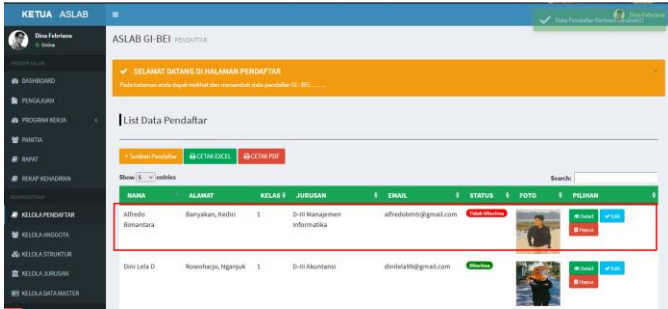 KETUA ASLAB
Dina Febriana
Online
Data Pendaftar Berhasil
Dina Febriana
ASLAB GI-BEI PENDAFTAR
DASHBOARD
PENGAJUAN
PROGRAM KERJA
PANITIA
RAPAT
REKAP KEHADIRAN
KELOLA PENDAFTAR
KELOLA ANGGOTA
KELOLA STRUKTUR
KELOLA JURUSAN
KELOLA DATA MASTER
SELAMAT DATANG DI HALAMAN PENDAFTAR
Pada halaman anda dapat melihat dan menambah data pendaftar GI - BEI.........
List Data Pendaftar
+ Tambah Pendaftar CETAK EXCEL CETAK PDF
Show 5 entries
Search:
NAMA ALAMAT KELAS JURUSAN EMAIL STATUS FOTO PILIHAN
Alfredo Bimantara Banyakan, Kediri 1 D-III Manajemen Informatika alfredobmtr@gmail.com Tidak Diterima Detail Edit Hapus
Dini Lela D Rowoharjo, Nganjuk 1 D-III Akuntansi dinilela99@gmail.com Diterima Detail Edit Hapus